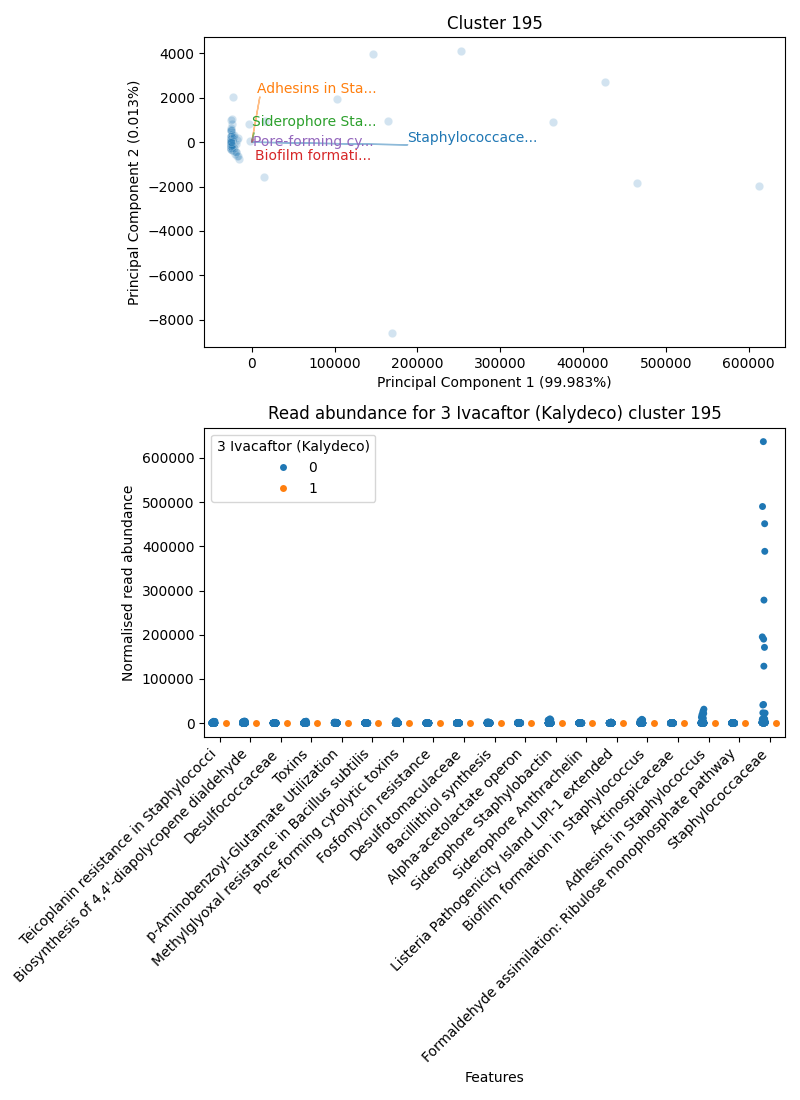 Cluster 195
4000
2000
0
−2000
−4000
−6000
−8000
Principal Component 2 (0.013%)
Adhesins in Sta...
Siderophore Sta...
Pore-forming cy...
Staphylococcace...
Biofilm formati...
0
100000
200000
300000
400000
500000
600000
Principal Component 1 (99.983%)
Read abundance for 3 Ivacaftor (Kalydeco) cluster 195
3 Ivacaftor (Kalydeco)
0
1
600000
500000
400000
300000
200000
100000
0
Normalised read abundance
Teicoplanin resistance in Staphylococci
Biosynthesis of 4,4'-diapolycopene dialdehyde
Desulfococcaceae
Toxins
p-Aminobenzoyl-Glutamate Utilization
Methylglyoxal resistance in Bacillus subtilis
Pore-forming cytolytic toxins
Fosfomycin resistance
Desulfotomaculaceae
Bacillithiol synthesis
Alpha-acetolactate operon
Siderophore Staphylobactin
Siderophore Anthrachelin
Listeria Pathogenicity Island LIPI-1 extended
Biofilm formation in Staphylococcus
Actinospicaceae
Adhesins in Staphylococcus
Formaldehyde assimilation: Ribulose monophosphate pathway
Staphylococcaceae
Features